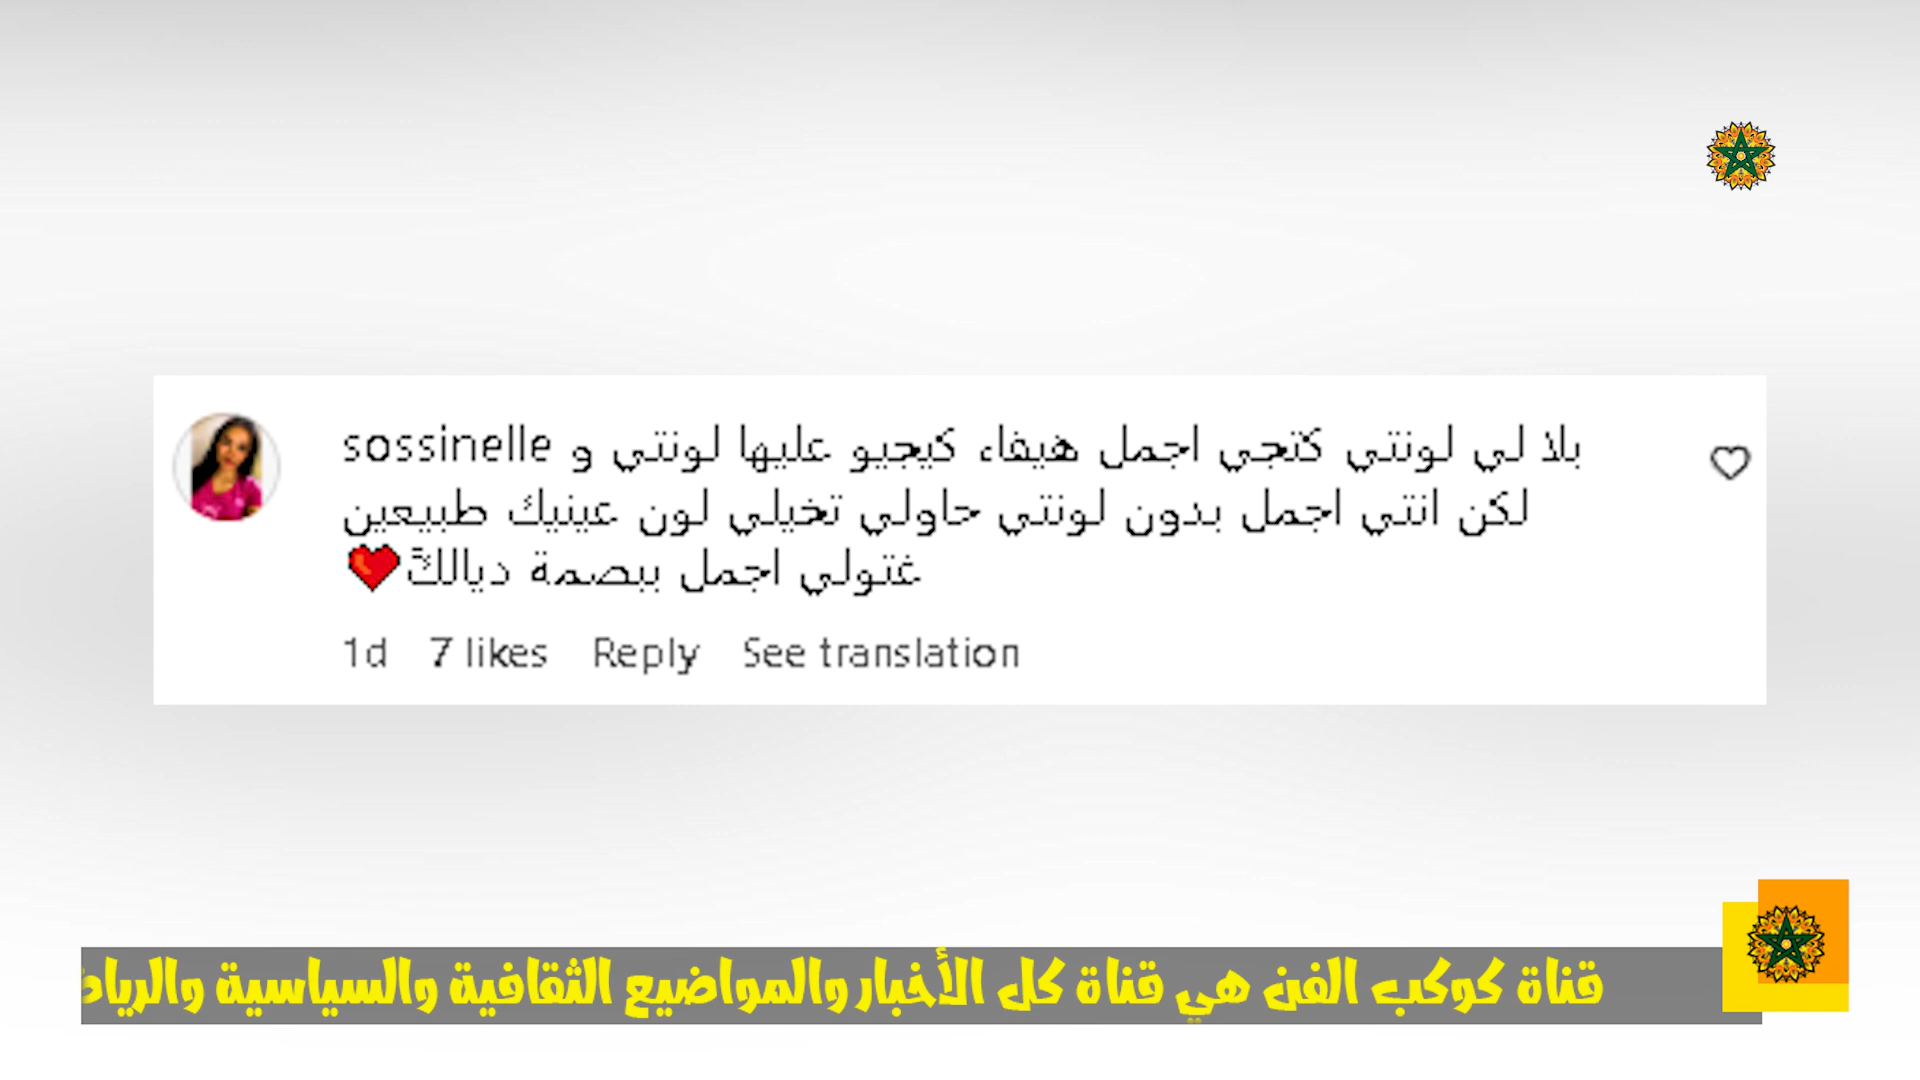 sossinelle بلا لي لونتي كتجي اجمل هيفاء كيجيو عليها لونتي و
لكن انتي اجمل بدون لونتي حاولي تخيلي لون عينيك طبيعين
غتولي اجمل ببصمة ديالكّ❤️
1d 7 likes Reply See translation
قناة كوكب الفن هي قناة كل الأخبار والمواضيع الثقافية والسياسية